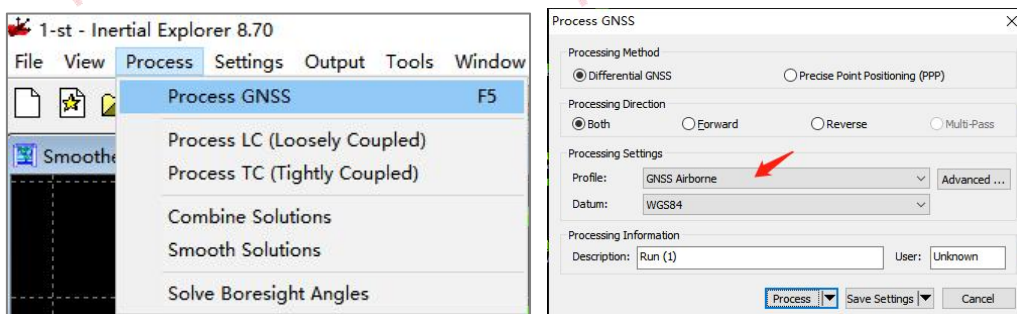 1-st - Inertial Explorer 8.70
File View Process Settings Output Tools Window
Process GNSS F5
Process LC (Loosely Coupled)
Process TC (Tightly Coupled)
Combine Solutions
Smooth Solutions
Solve Boresight Angles
Smoothe
Process GNSS
Processing Method
Differential GNSS Precise Point Positioning (PPP)
Processing Direction
Both Forward Reverse Multi-Pass
Processing Settings
Profile: GNSS Airborne Advanced ...
Datum: WGS84
Processing Information
Description: Run (1) User: Unknown
Process Save Settings Cancel